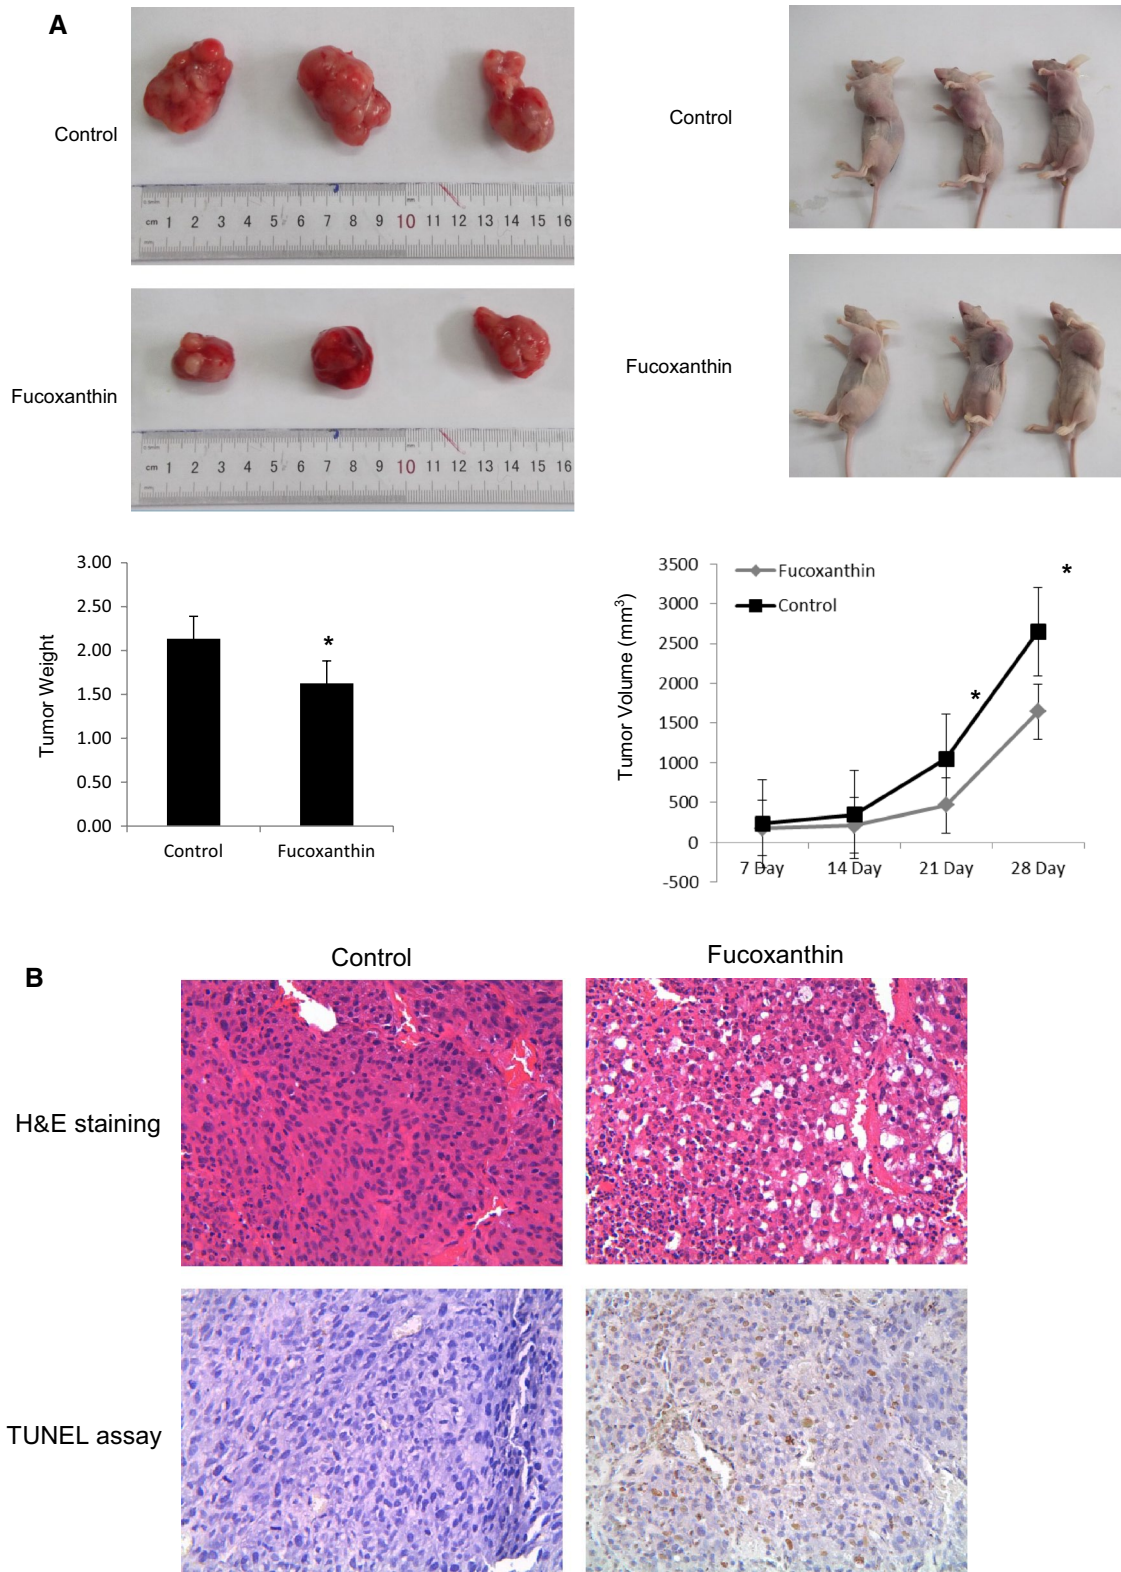 A
Control
cm 1 2 3 4 5 6 7 8 9 10 11 12 13 14 15 16
Control
Fucoxanthin
cm 1 2 3 4 5 6 7 8 9 10 11 12 13 14 15 16
Fucoxanthin
3.00
2.50
2.00
1.50
1.00
0.50
0.00
Tumor Weight
*
Control Fucoxanthin
3500
3000
2500
2000
1500
1000
500
0
-500
Tumor Volume (mm³)
Fucoxanthin
Control
*
*
7 Day 14 Day 21 Day 28 Day
B
Control Fucoxanthin
H&E staining
TUNEL assay